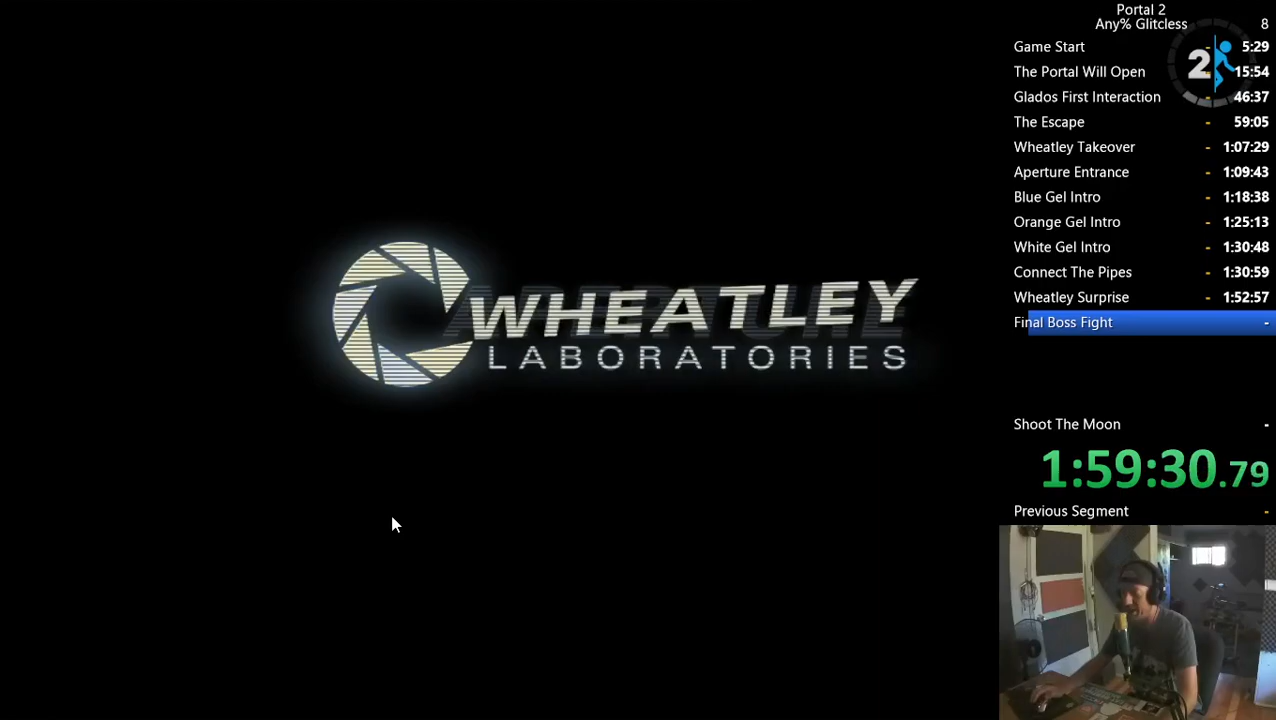 Portal 2
Any% Glitcless 8
Game Start - 5:29
The Portal Will Open - 15:54
Glados First Interaction - 46:37
The Escape - 59:05
Wheatley Takeover - 1:07:29
Aperture Entrance - 1:09:43
Blue Gel Intro - 1:18:38
Orange Gel Intro - 1:25:13
White Gel Intro - 1:30:48
Connect The Pipes - 1:30:59
Wheatley Surprise - 1:52:57
Final Boss Fight -
Shoot The Moon -
1:59:30.79
Previous Segment -
2
APERTURE
WHEATLEY
LABORATORIES